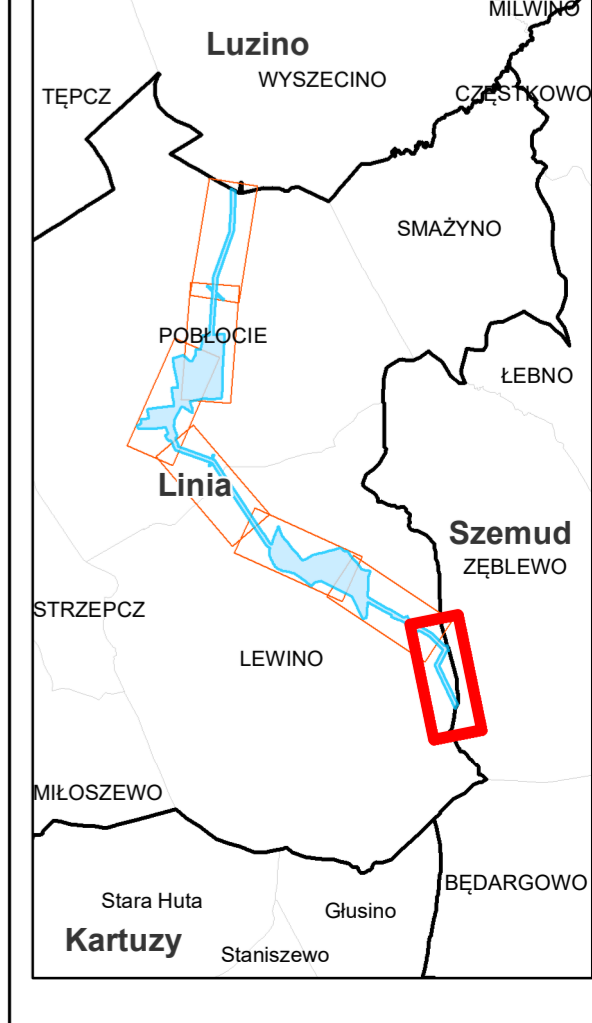 MILWINO
Luzino
WYSZECINO
TĘPCZ
CZĘSTKOWO
SMAŻYNO
POBŁOCIE
ŁEBNO
Linia
Szemud
ZĘBLEWO
STRZEPCZ
LEWINO
MIŁOSZEWO
BĘDARGOWO
Stara Huta
Głusino
Kartuzy
Staniszewo